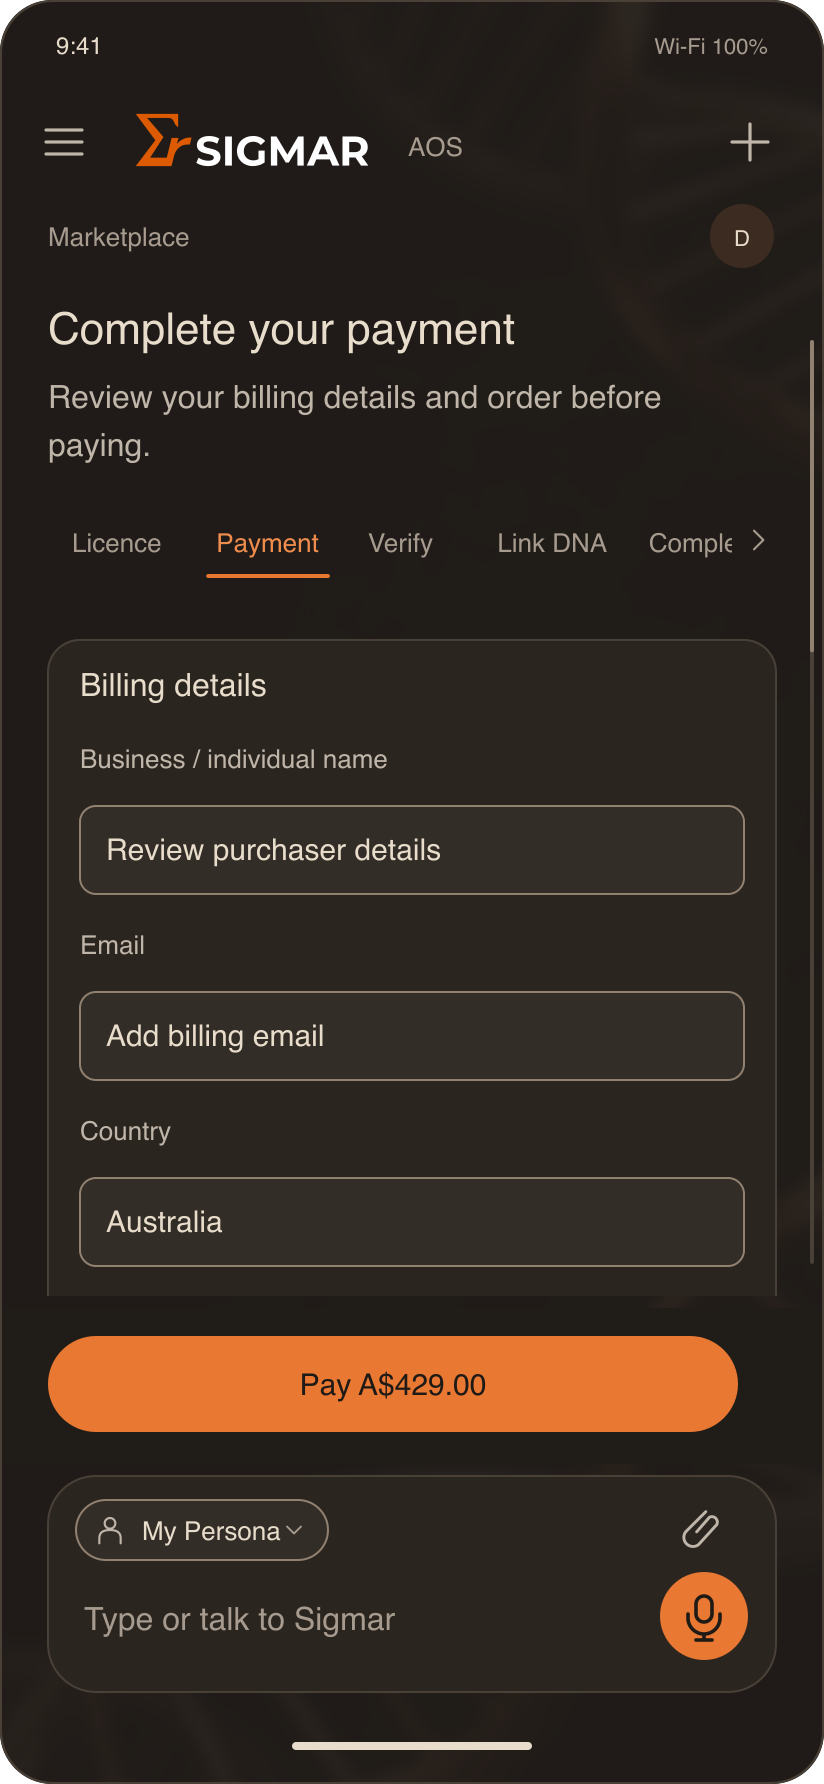 9:41
Wi-Fi 100%
Σr SIGMAR AOS
Marketplace
D
Complete your payment
Review your billing details and order before
paying.
Licence Payment Verify Link DNA Comple
Billing details
Business / individual name
Review purchaser details
Email
Add billing email
Country
Australia
Pay A$429.00
My Persona
Type or talk to Sigmar